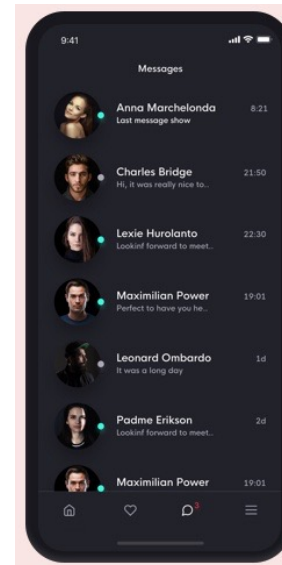 9:41
Messages
Anna Marchelonda 8:21
Last message show
Charles Bridge 21:50
Hi, it was really nice to..
Lexie Hurolanto 22:30
Lookinf forward to meet..
Maximilian Power 19:01
Perfect to have you he..
Leonard Ombardo 1d
It was a long day
Padme Erikson 2d
Lookinf forward to meet..
Maximilian Power 19:01
3